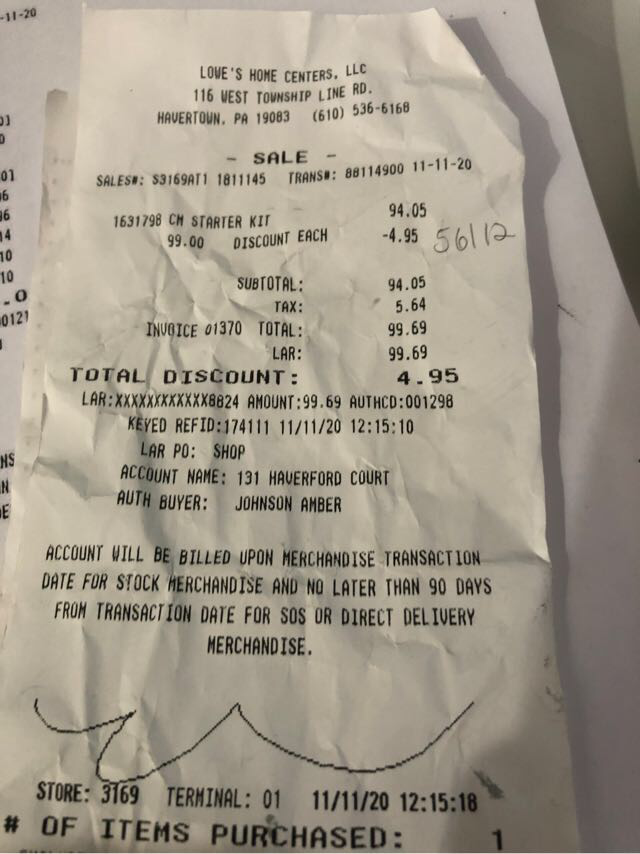 -11-20
LOWE'S HOME CENTERS, LLC
116 WEST TOWNSHIP LINE RD.
HAVERTOWN, PA 19083 (610) 536-6168
- SALE -
SALES#: S3169AT1 1811145 TRANS#: 88114900 11-11-20
1631798 CM STARTER KIT 94.05
99.00 DISCOUNT EACH -4.95
56112
SUBTOTAL: 94.05
TAX: 5.64
INVOICE 01370 TOTAL: 99.69
LAR: 99.69
TOTAL DISCOUNT: 4.95
LAR:XXXXXXXXXXXX8824 AMOUNT:99.69 AUTHCD:001298
KEYED REFID:174111 11/11/20 12:15:10
LAR PO: SHOP
ACCOUNT NAME: 131 HAVERFORD COURT
AUTH BUYER: JOHNSON AMBER
ACCOUNT WILL BE BILLED UPON MERCHANDISE TRANSACTION
DATE FOR STOCK MERCHANDISE AND NO LATER THAN 90 DAYS
FROM TRANSACTION DATE FOR SOS OR DIRECT DELIVERY
MERCHANDISE.
STORE: 3169 TERMINAL: 01 11/11/20 12:15:18
# OF ITEMS PURCHASED: 1